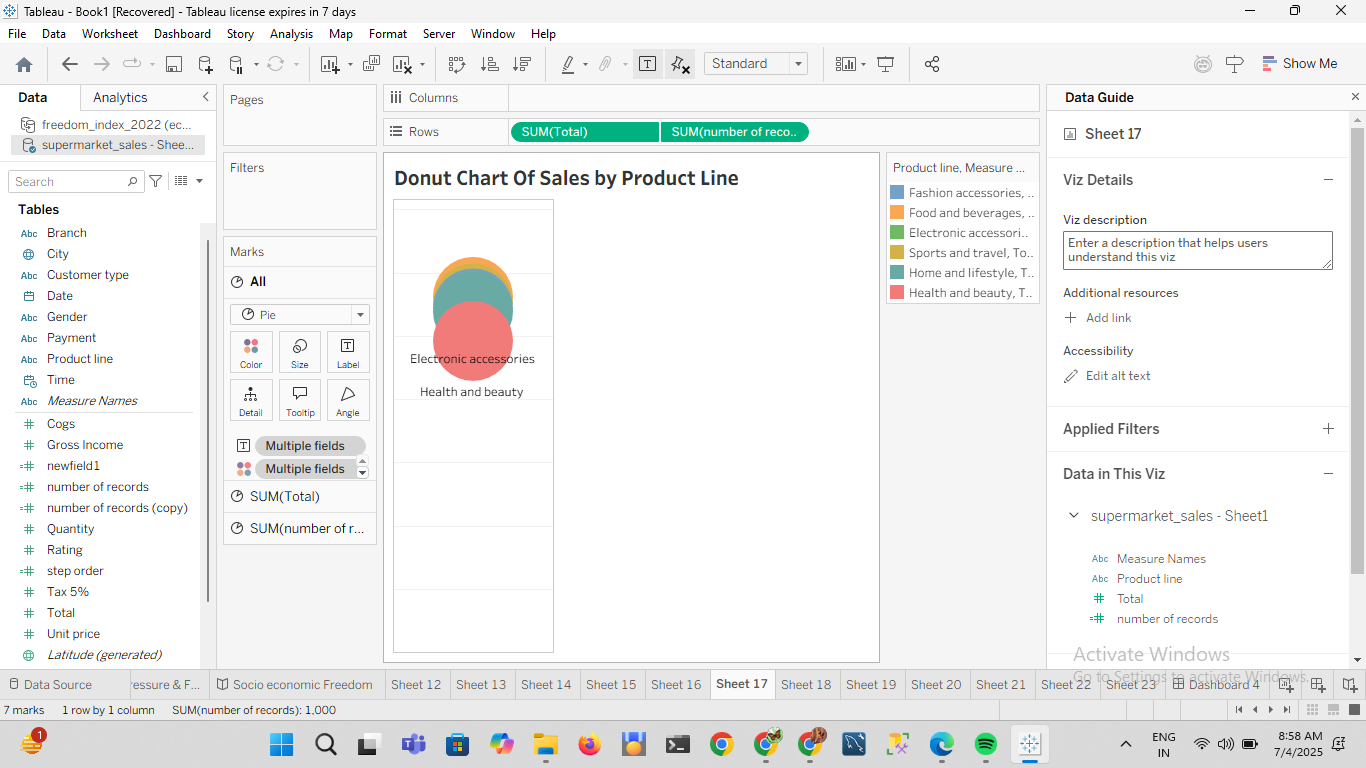 Tableau - Book1 [Recovered] - Tableau license expires in 7 days
File Data Worksheet Dashboard Story Analysis Map Format Server Window Help
Standard
Show Me
Data Analytics
freedom_index_2022 (ec...
supermarket_sales - Shee...
Search
Tables
Abc Branch
City
Abc Customer type
Date
Abc Gender
Abc Payment
Abc Product line
Time
Abc Measure Names
Cogs
Gross Income
newfield1
number of records
number of records (copy)
Quantity
Rating
step order
Tax 5%
Total
Unit price
Latitude (generated)
Pages
Filters
Marks
All
Pie
Color Size Label
Detail Tooltip Angle
Multiple fields
Multiple fields
SUM(Total)
SUM(number of r...
Columns
Rows SUM(Total) SUM(number of reco..
Donut Chart Of Sales by Product Line
Electronic accessories
Health and beauty
Product line, Measure ...
Fashion accessories, ..
Food and beverages, ..
Electronic accessori..
Sports and travel, To..
Home and lifestyle, T..
Health and beauty, T..
Data Guide
Sheet 17
Viz Details
Viz description
Enter a description that helps users
understand this viz
Additional resources
Add link
Accessibility
Edit alt text
Applied Filters
Data in This Viz
supermarket_sales - Sheet1
Abc Measure Names
Abc Product line
Total
number of records
Activate Windows
Go to Settings to activate Windows.
Data Source ressure & F... Socio economic Freedom Sheet 12 Sheet 13 Sheet 14 Sheet 15 Sheet 16 Sheet 17 Sheet 18 Sheet 19 Sheet 20 Sheet 21 Sheet 22 Sheet 23 Dashboard 4
7 marks 1 row by 1 column SUM(number of records): 1,000
1
ENG
IN
8:58 AM
7/4/2025